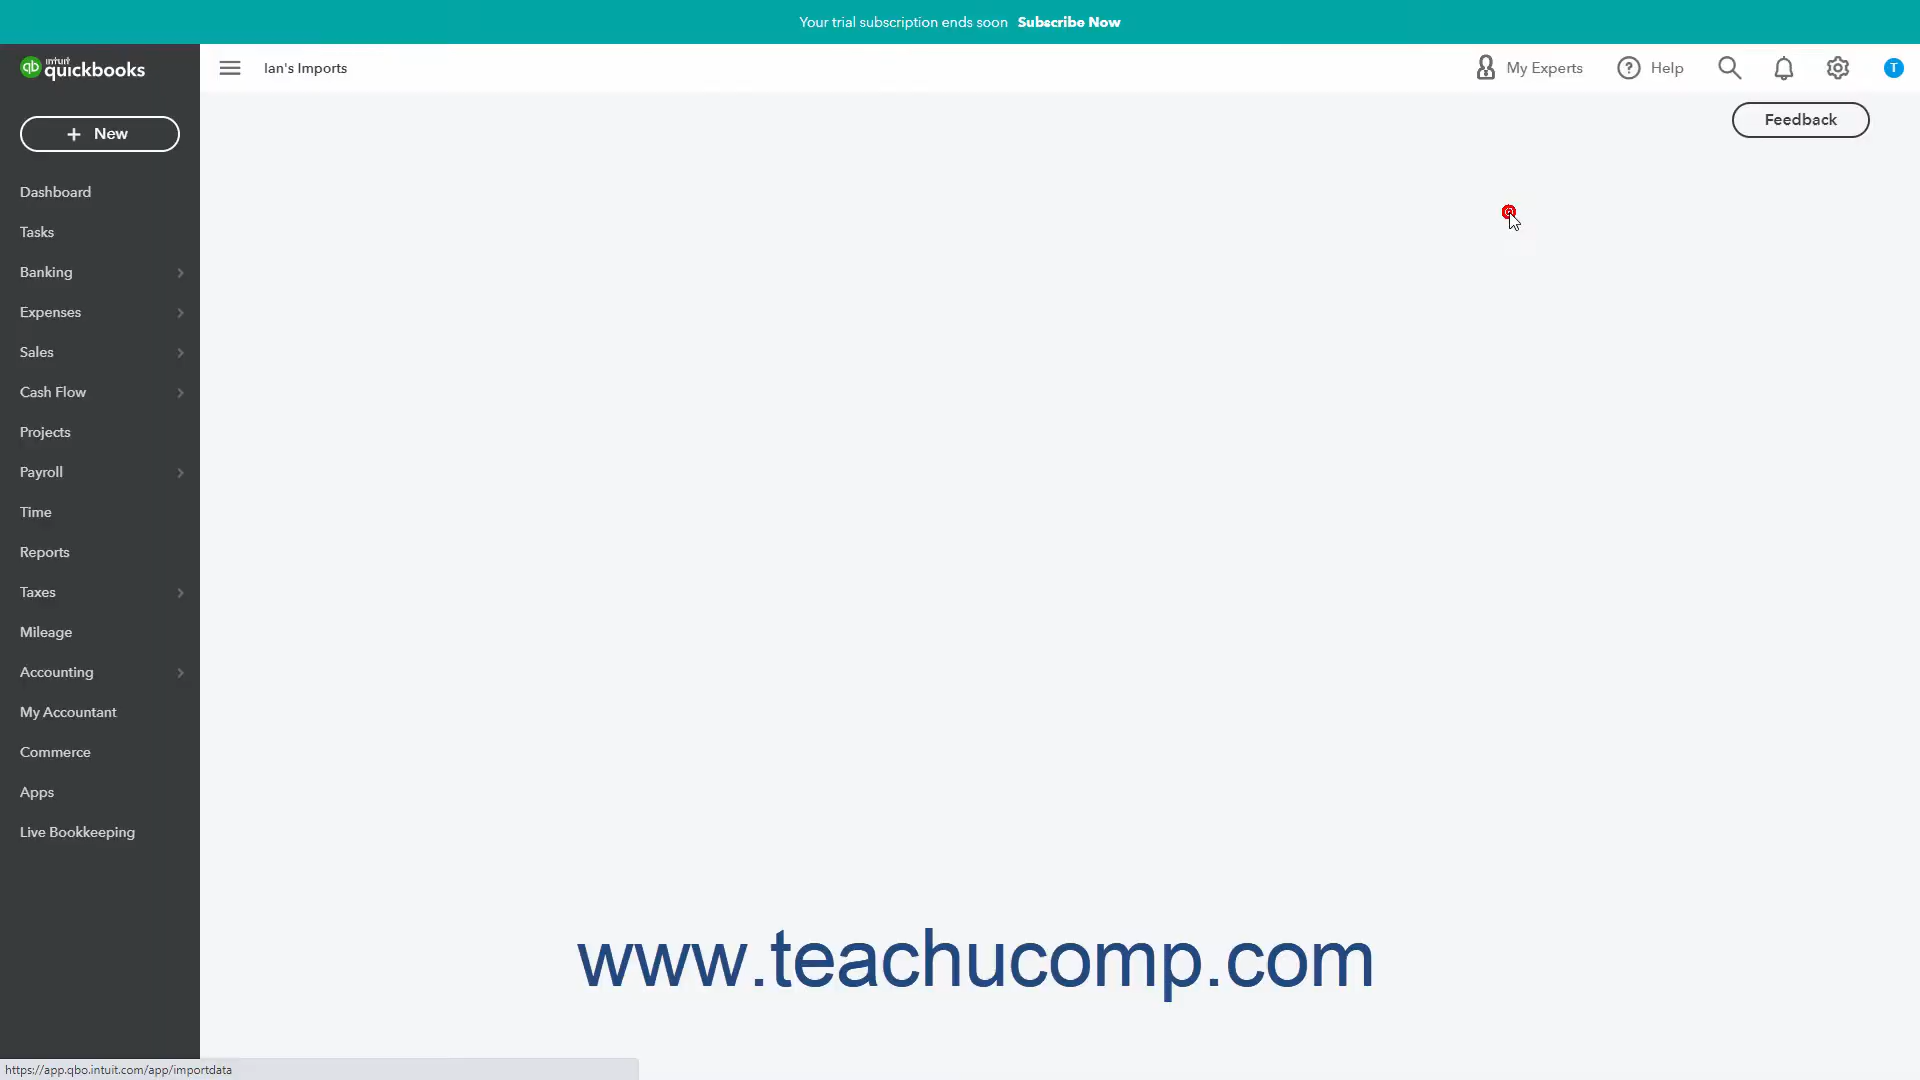 Your trial subscription ends soon Subscribe Now
qb intuit quickbooks
Ian's Imports
My Experts
Help
T
+ New
Feedback
Dashboard
Tasks
Banking
Expenses
Sales
Cash Flow
Projects
Payroll
Time
Reports
Taxes
Mileage
Accounting
My Accountant
Commerce
Apps
Live Bookkeeping
www.teachucomp.com
https://app.qbo.intuit.com/app/importdata